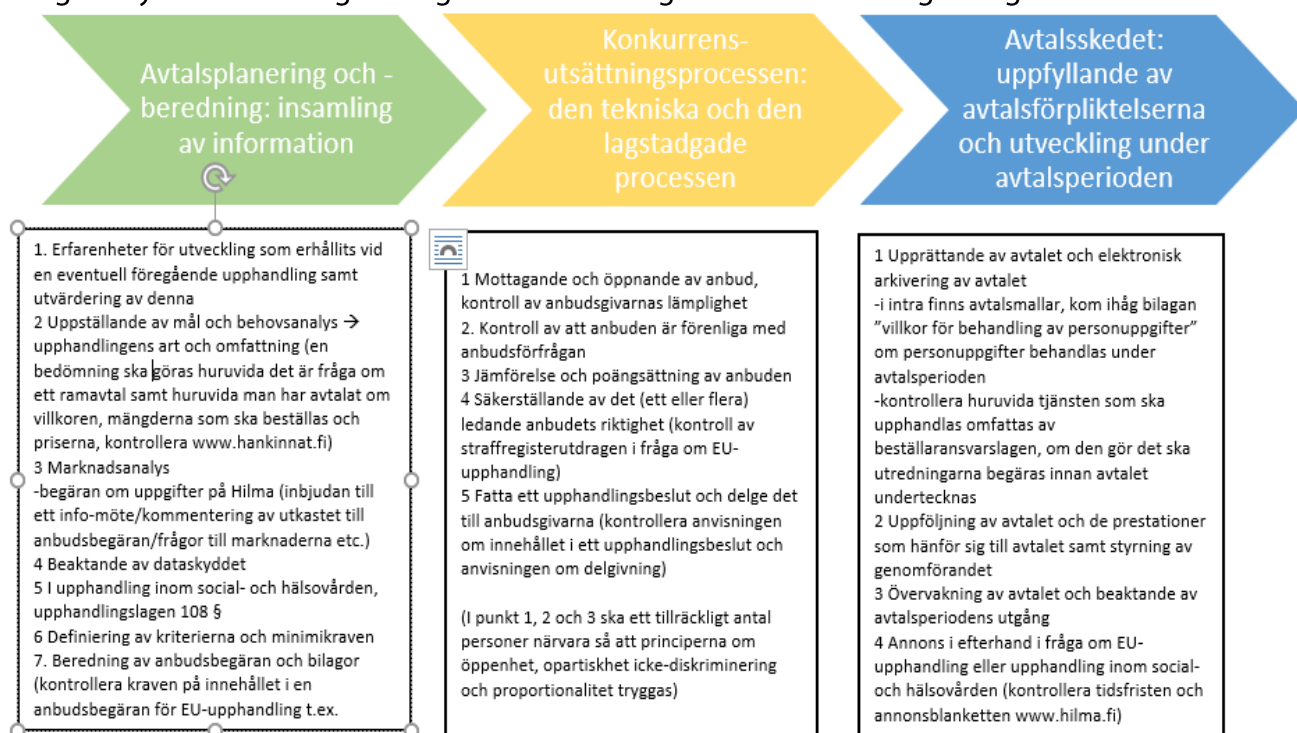 Avtalsplanering och -
beredning: insamling
av information
Konkurrens-
utsättningsprocessen:
den tekniska och den
lagstadgade
processen
Avtalsskedet:
uppfyllande av
avtalsförpliktelserna
och utveckling under
avtalsperioden
1. Erfarenheter för utveckling som erhållits vid
en eventuell föregående upphandling samt
utvärdering av denna
2 Uppställande av mål och behovsanalys →
upphandlingens art och omfattning (en
bedömning ska göras huruvida det är fråga om
ett ramavtal samt huruvida man har avtalat om
villkoren, mängderna som ska beställas och
priserna, kontrollera www.hankinnat.fi)
3 Marknadsanalys
-begäran om uppgifter på Hilma (inbjudan till
ett info-möte/kommentering av utkastet till
anbudsbegäran/frågor till marknaderna etc.)
4 Beaktande av dataskyddet
5 I upphandling inom social- och hälsovården,
upphandlingslagen 108 §
6 Definiering av kriterierna och minimikraven
7. Beredning av anbudsbegäran och bilagor
(kontrollera kraven på innehållet i en
anbudsbegäran för EU-upphandling t.ex.
1 Mottagande och öppnande av anbud,
kontroll av anbudsgivarnas lämplighet
2. Kontroll av att anbuden är förenliga med
anbudsförfrågan
3 Jämförelse och poängsättning av anbuden
4 Säkerställande av det (ett eller flera)
ledande anbudets riktighet (kontroll av
straffregisterutdragen i fråga om EU-
upphandling)
5 Fatta ett upphandlingsbeslut och delge det
till anbudsgivarna (kontrollera anvisningen
om innehållet i ett upphandlingsbeslut och
anvisningen om delgivning)
(I punkt 1, 2 och 3 ska ett tillräckligt antal
personer närvara så att principerna om
öppenhet, opartiskhet icke-diskriminering
och proportionalitet tryggas)
1 Upprättande av avtalet och elektronisk
arkivering av avtalet
-i intra finns avtalsmallar, kom ihåg bilagan
”villkor för behandling av personuppgifter”
om personuppgifter behandlas under
avtalsperioden
-kontrollera huruvida tjänsten som ska
upphandlas omfattas av
beställaransvarslagen, om den gör det ska
utredningarna begäras innan avtalet
undertecknas
2 Uppföljning av avtalet och de prestationer
som hänför sig till avtalet samt styrning av
genomförandet
3 Övervakning av avtalet och beaktande av
avtalsperiodens utgång
4 Annons i efterhand i fråga om EU-
upphandling eller upphandling inom social-
och hälsovården (kontrollera tidsfristen och
annonsblanketten www.hilma.fi)